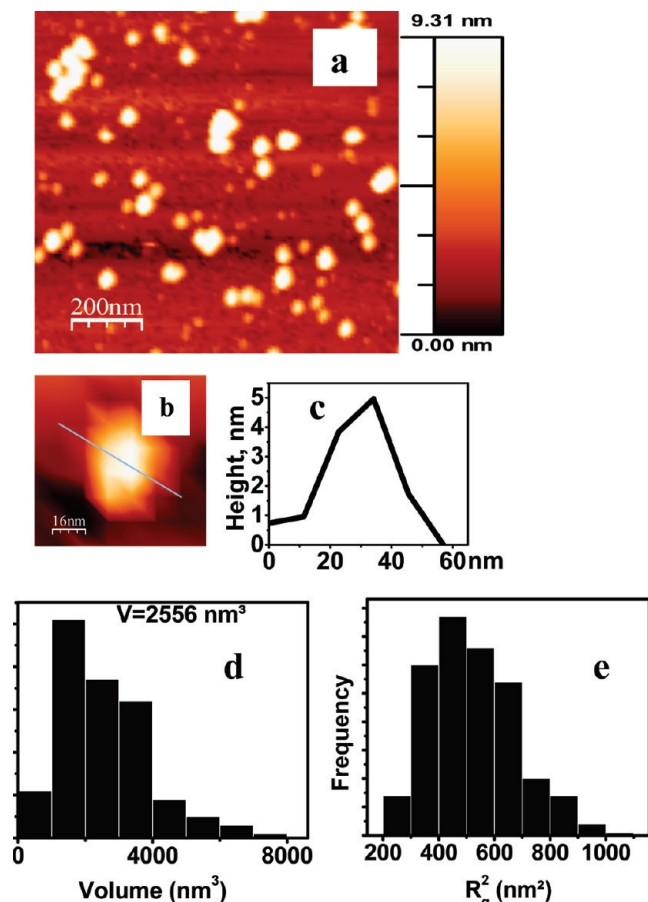 a
9.31 nm
200nm
0.00 nm
b
16nm
c
Height, nm
5
4
3
2
1
0
0 20 40 60nm
V=2556 nm³
d
0 4000 8000
Volume (nm³)
e
Frequency
200 400 600 800 1000
R²g (nm²)